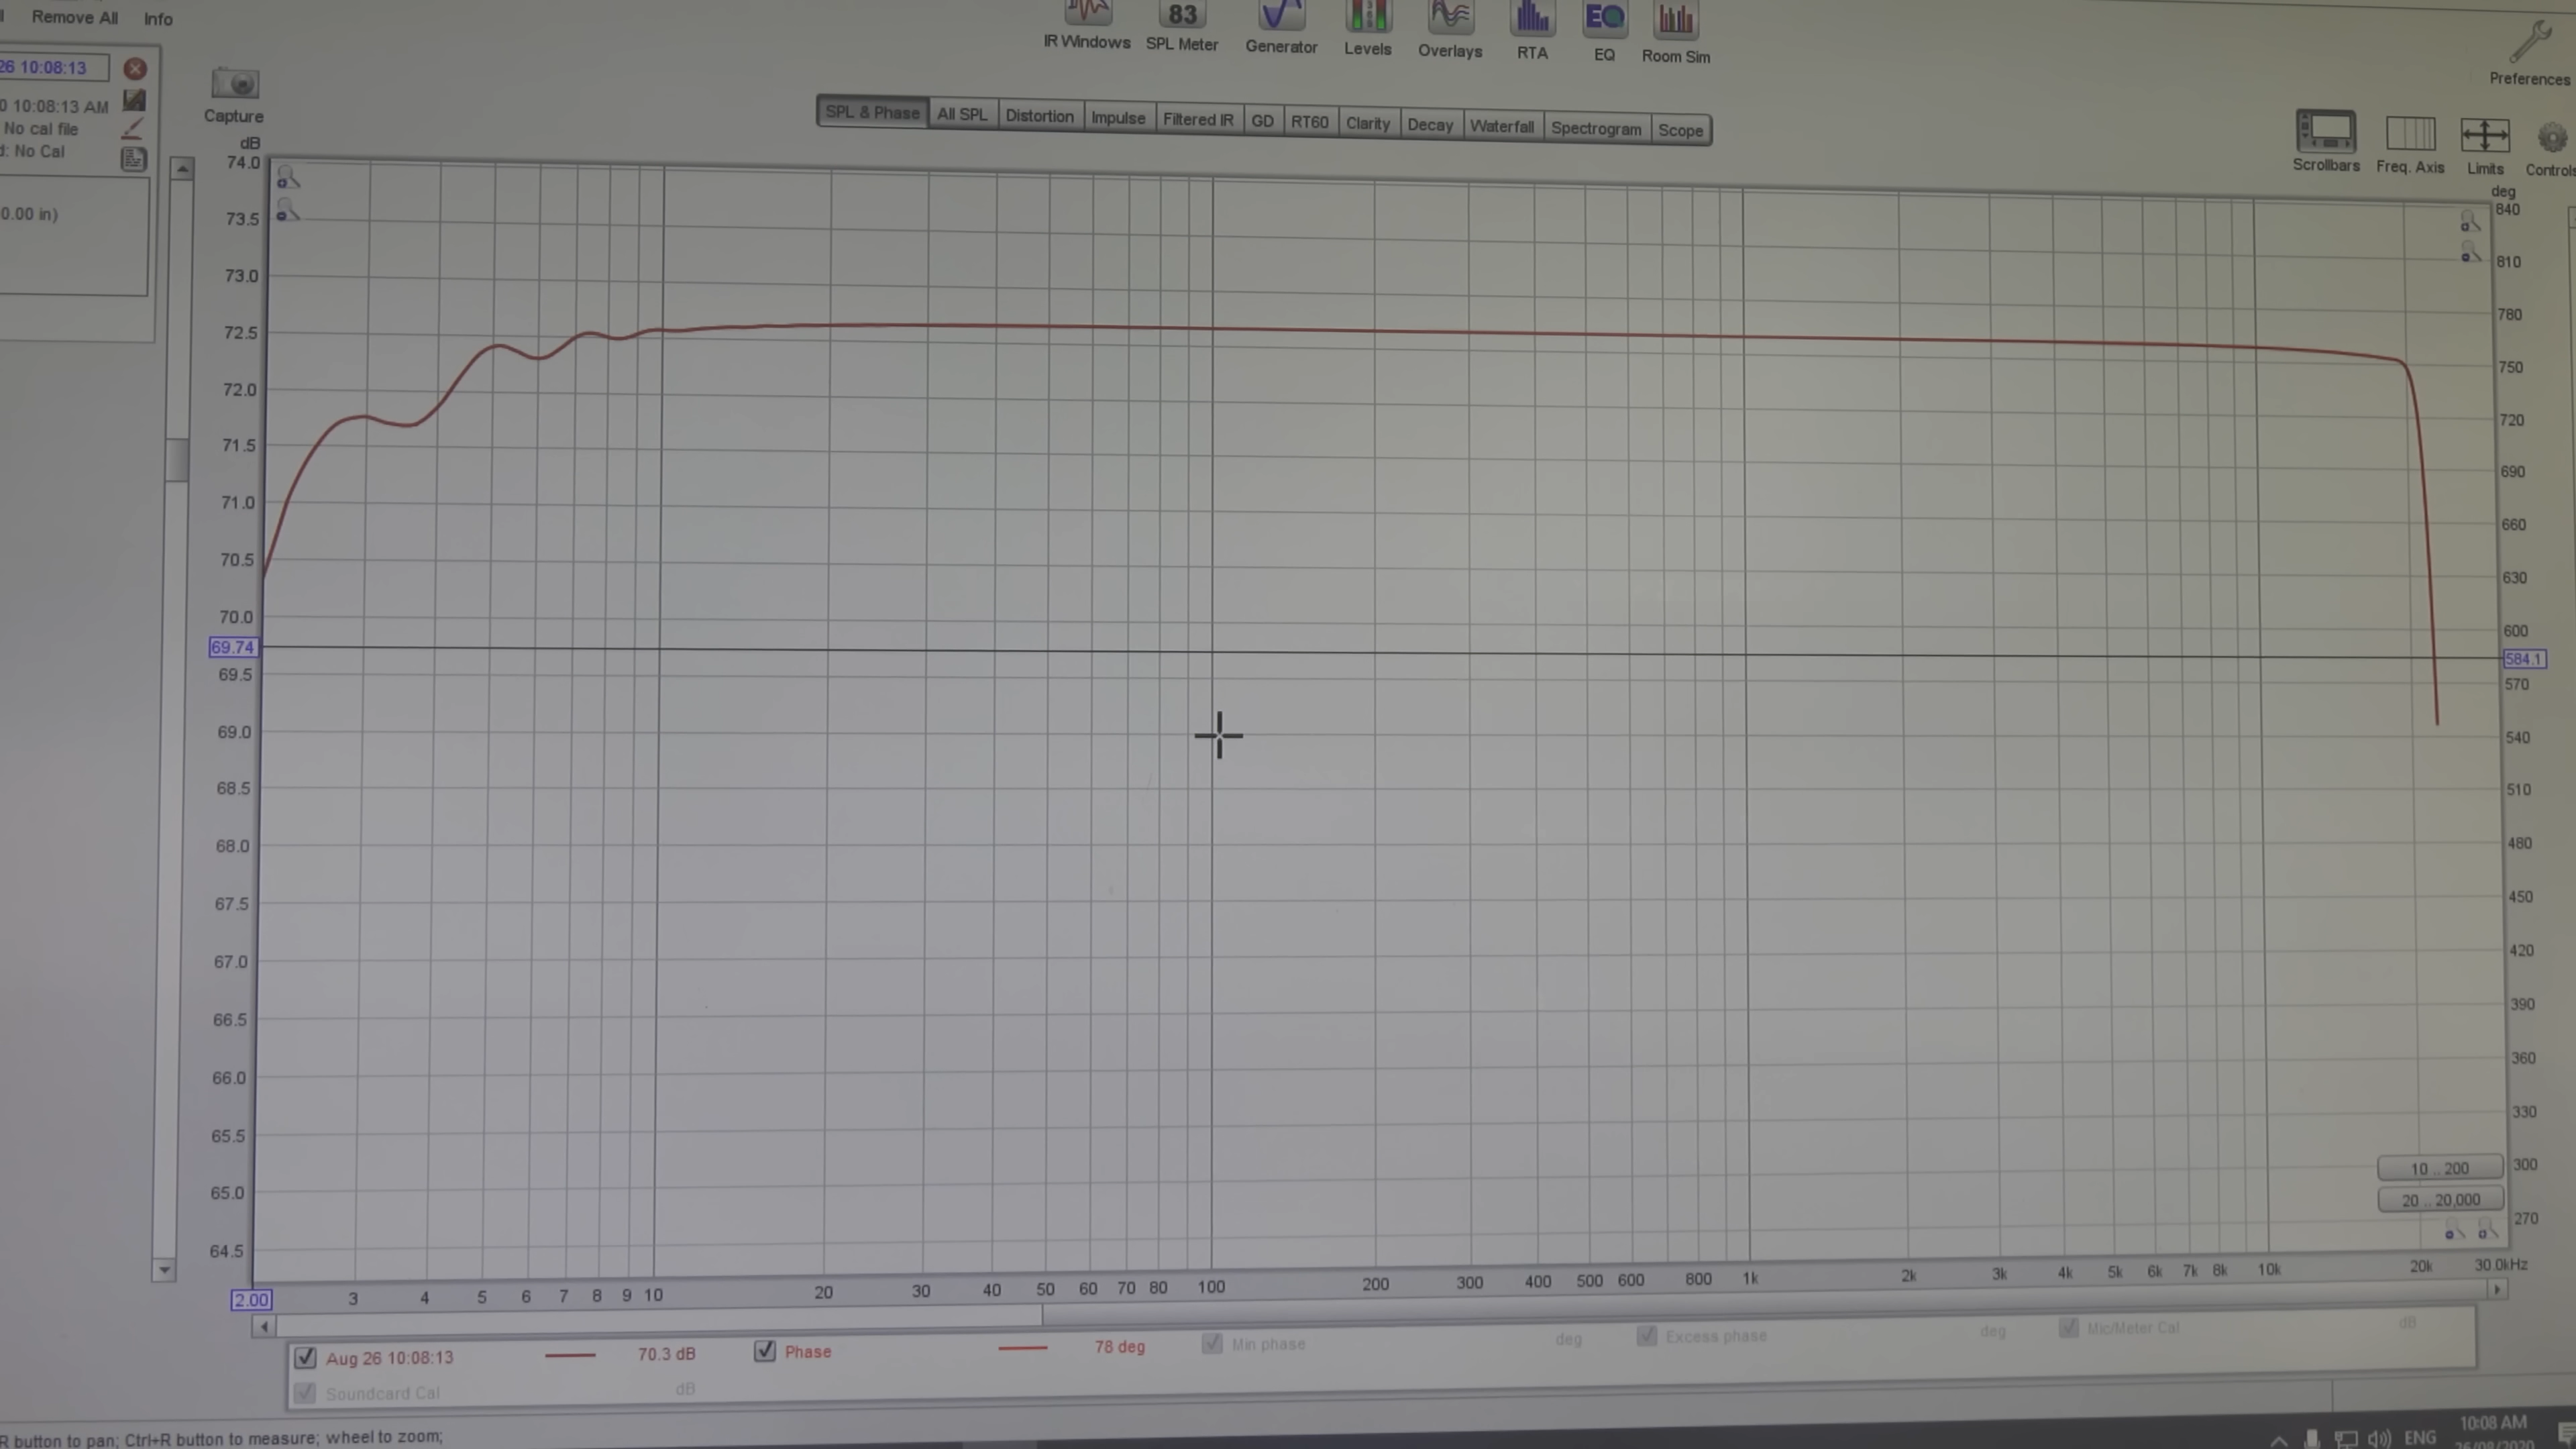 Remove All Info
IR Windows
83
SPL Meter
Generator
Levels
Overlays
RTA
EQ
EQ
Room Sim
Preferences
26 10:08:13
0 10:08:13 AM
No cal file
d: No Cal
0.00 in)
Capture
SPL & Phase All SPL Distortion Impulse Filtered IR GD RT60 Clarity Decay Waterfall Spectrogram Scope
Scrollbars Freq. Axis Limits Controls
dB
74.0
73.5
73.0
72.5
72.0
71.5
71.0
70.5
70.0
69.74
69.5
69.0
68.5
68.0
67.5
67.0
66.5
66.0
65.5
65.0
64.5
deg
840
810
780
750
720
690
660
630
600
584.1
570
540
510
480
450
420
390
360
330
300
270
10 .. 200
20 .. 20,000
2.00 3 4 5 6 7 8 9 10 20 30 40 50 60 70 80 100 200 300 400 500 600 800 1k 2k 3k 4k 5k 6k 7k 8k 10k 20k 30.0kHz
Aug 26 10:08:13 70.3 dB Phase 78 deg Min phase deg Excess phase deg Mic/Meter Cal dB
Soundcard Cal dB
R button to pan; Ctrl+R button to measure; wheel to zoom;
ENG
10:08 AM